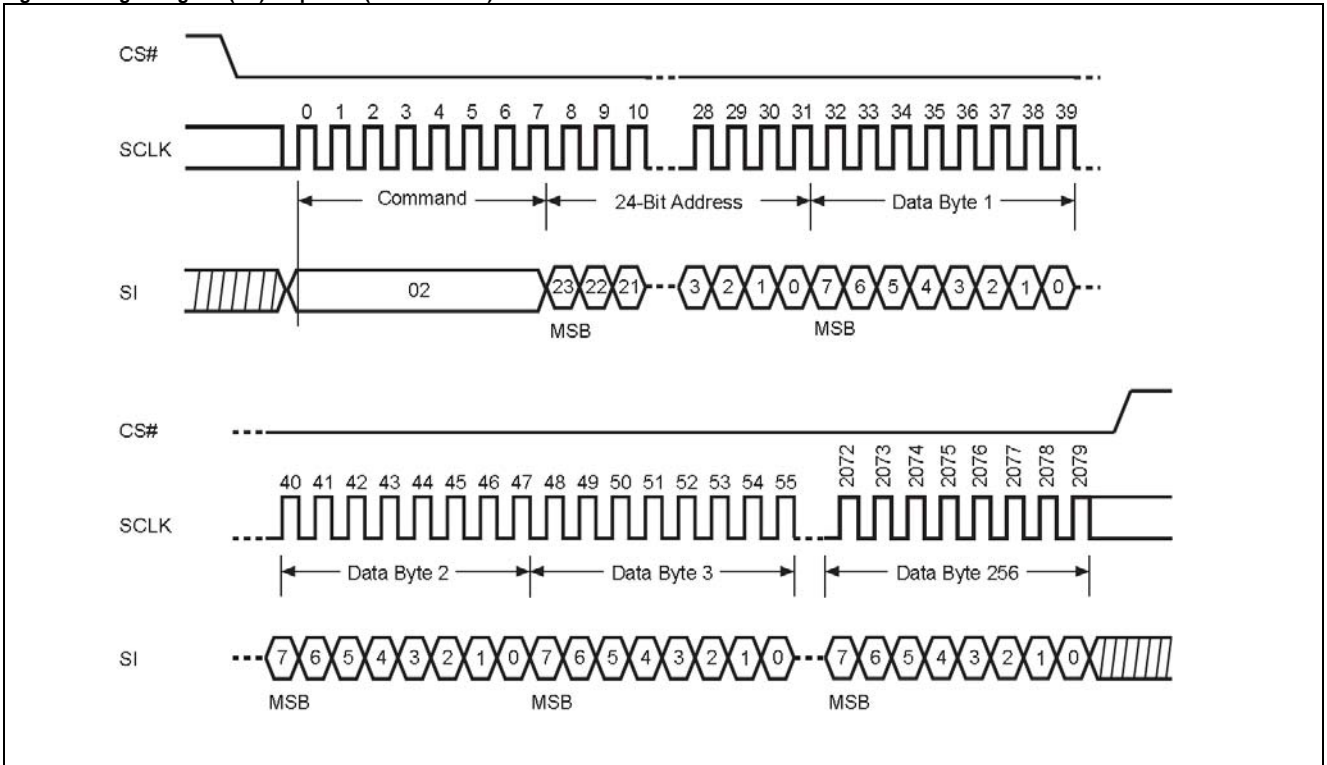 CS#
0 1 2 3 4 5 6 7 8 9 10 28 29 30 31 32 33 34 35 36 37 38 39
SCLK
Command 24-Bit Address Data Byte 1
SI 02 23 22 21 3 2 1 0 7 6 5 4 3 2 1 0
MSB MSB
CS#
40 41 42 43 44 45 46 47 48 49 50 51 52 53 54 55 2072 2073 2074 2075 2076 2077 2078 2079
SCLK
Data Byte 2 Data Byte 3 Data Byte 256
SI 7 6 5 4 3 2 1 0 7 6 5 4 3 2 1 0 7 6 5 4 3 2 1 0
MSB MSB MSB